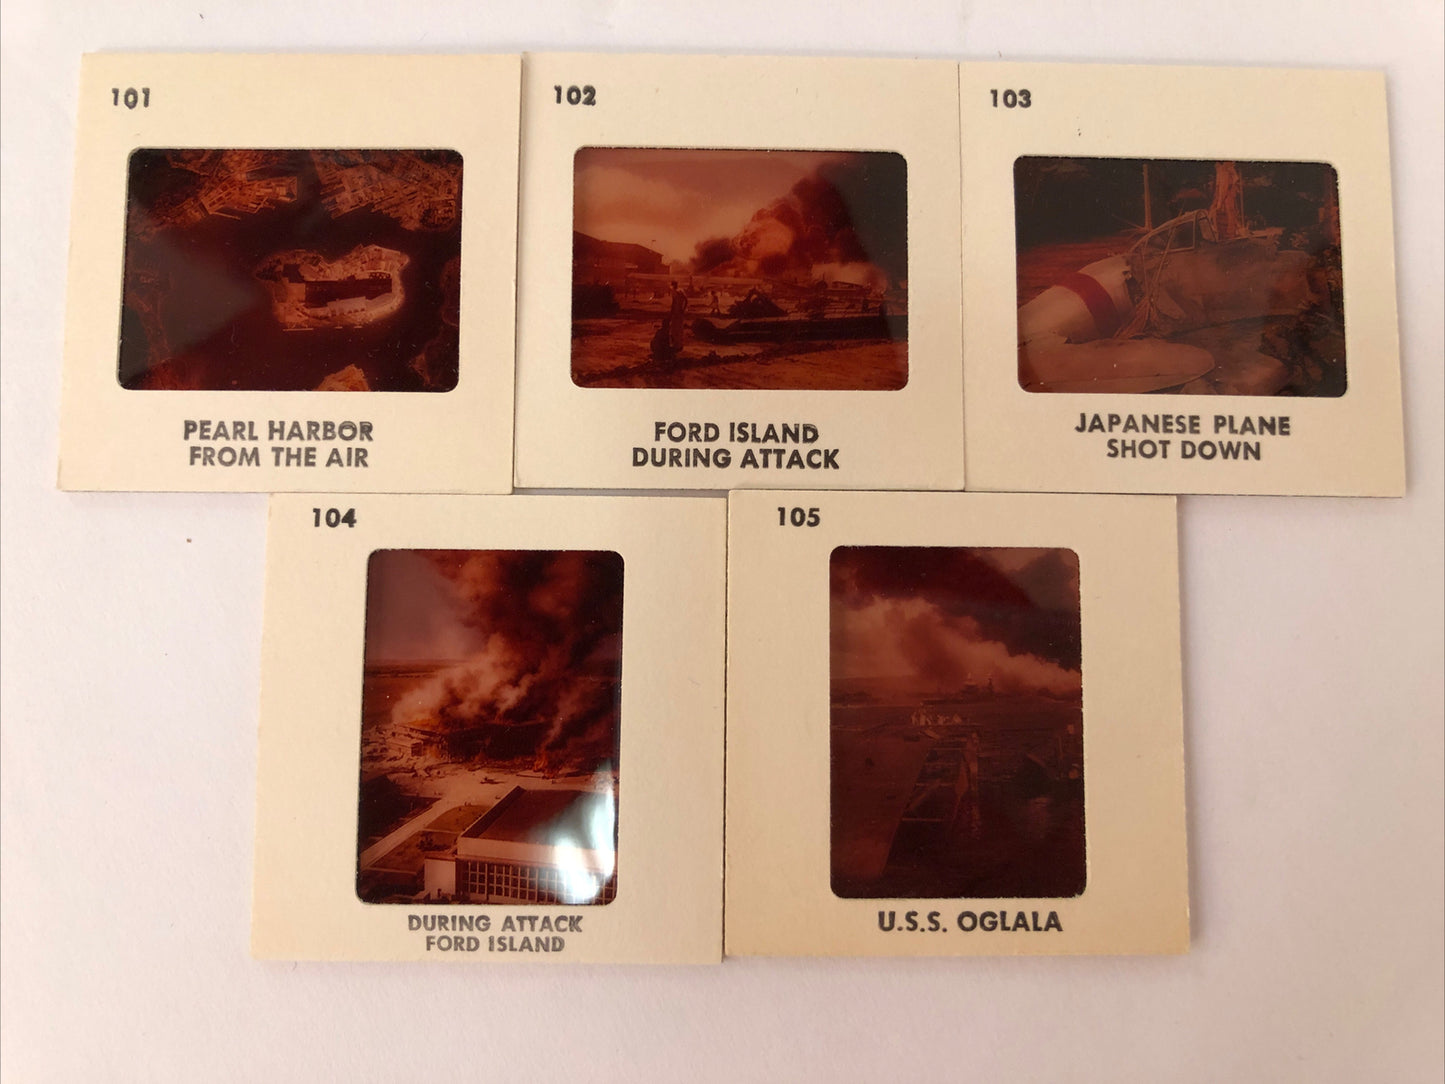 101
PEARL HARBOR
FROM THE AIR
102
FORD ISLAND
DURING ATTACK
103
JAPANESE PLANE
SHOT DOWN
104
DURING ATTACK
FORD ISLAND
105
U.S.S. OGLALA